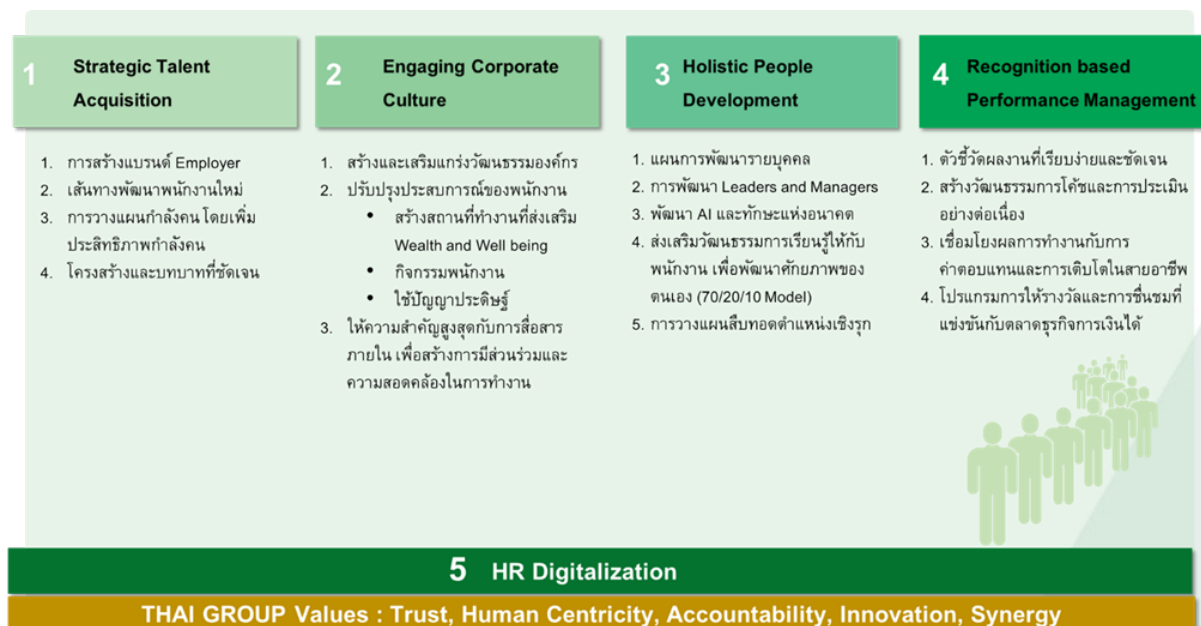 1
Strategic Talent
Acquisition
1. การสร้างแบรนด์ Employer
2. เส้นทางพัฒนาพนักงานใหม่
3. การวางแผนกำลังคน โดยเพิ่ม
ประสิทธิภาพกำลังคน
4. โครงสร้างและบทบาทที่ชัดเจน
2
Engaging Corporate
Culture
1. สร้างและเสริมแกร่งวัฒนธรรมองค์กร
2. ปรับปรุงประสบการณ์ของพนักงาน
• สร้างสถานที่ทำงานที่ส่งเสริม
Wealth and Well being
• กิจกรรมพนักงาน
• ใช้ปัญญาประดิษฐ์
3. ให้ความสำคัญสูงสุดกับการสื่อสาร
ภายใน เพื่อสร้างการมีส่วนร่วมและ
ความสอดคล้องในการทำงาน
3
Holistic People
Development
1. แผนการพัฒนารายบุคคล
2. การพัฒนา Leaders and Managers
3. พัฒนา AI และทักษะแห่งอนาคต
4. ส่งเสริมวัฒนธรรมการเรียนรู้ให้กับ
พนักงาน เพื่อพัฒนาศักยภาพของ
ตนเอง (70/20/10 Model)
5. การวางแผนสืบทอดตำแหน่งเชิงรุก
4
Recognition based
Performance Management
1. ตัวชี้วัดผลงานที่เรียบง่ายและชัดเจน
2. สร้างวัฒนธรรมการโค้ชและการประเมิน
อย่างต่อเนื่อง
3. เชื่อมโยงผลการทำงานกับการ
ค่าตอบแทนและการเติบโตในสายอาชีพ
4. โปรแกรมการให้รางวัลและการชื่นชมที่
แข่งขันกับตลาดธุรกิจการเงินได้
5 HR Digitalization
THAI GROUP Values : Trust, Human Centricity, Accountability, Innovation, Synergy